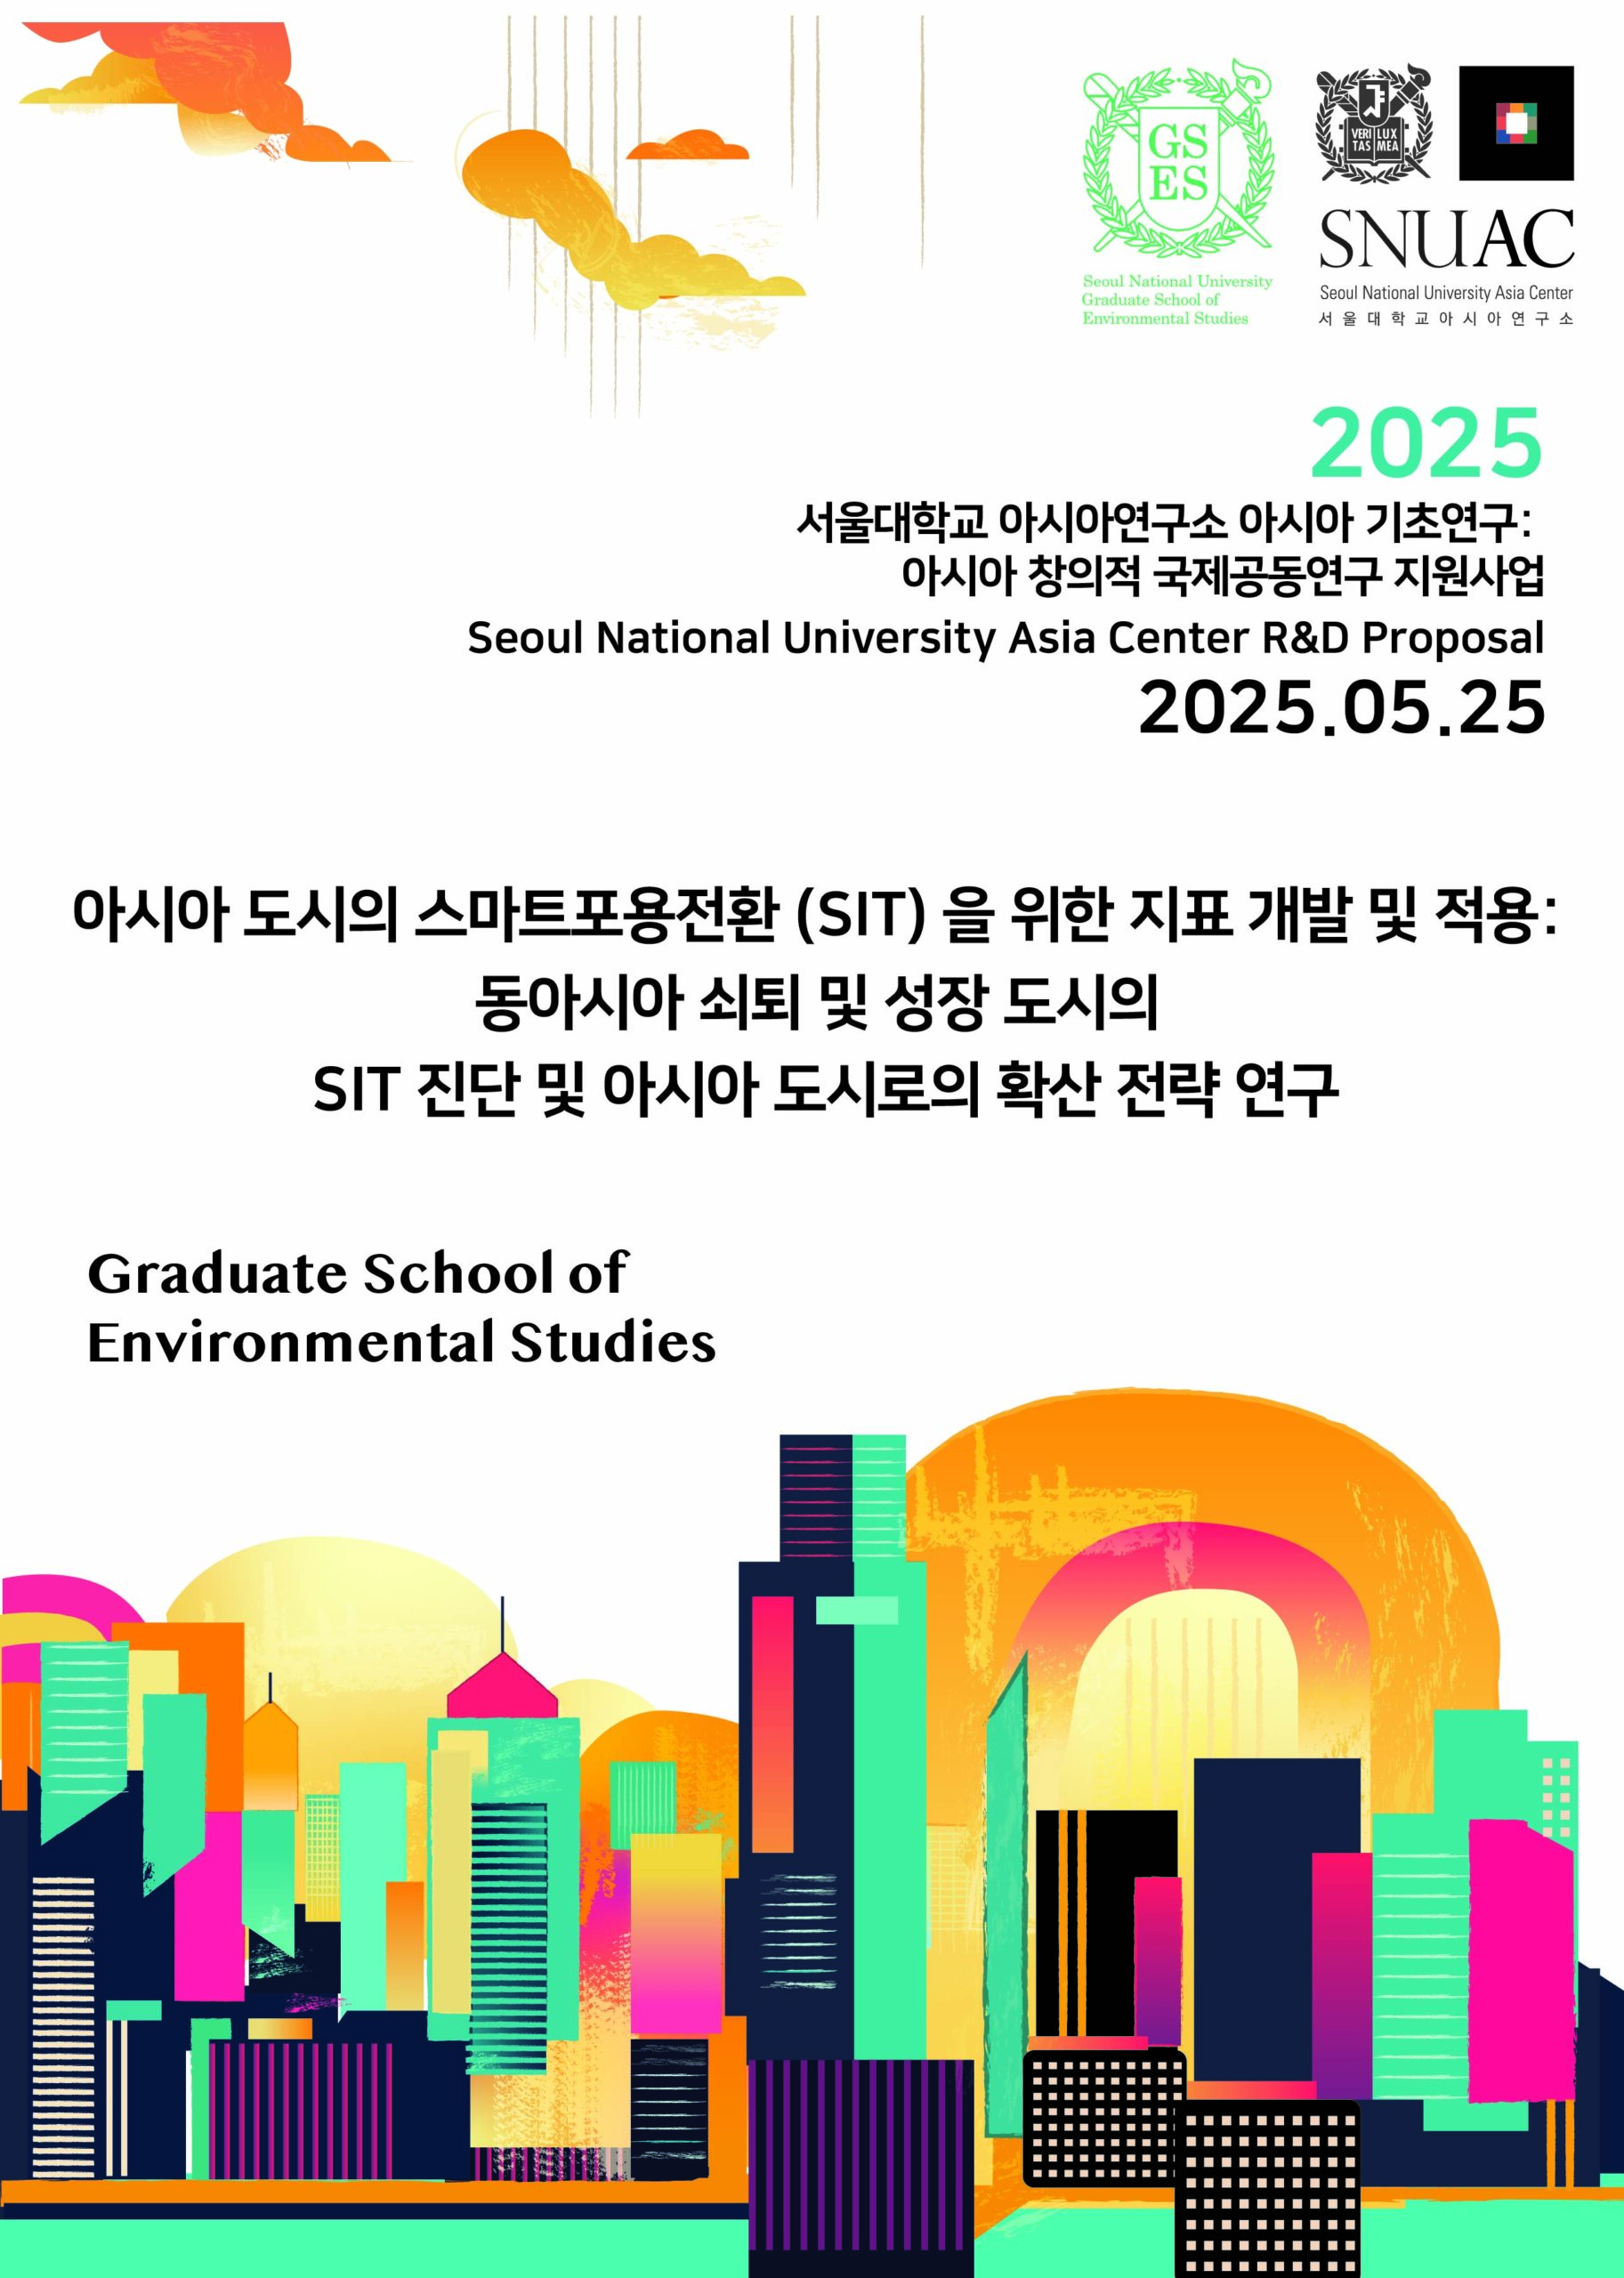 GS
ES
Seoul National University
Graduate School of
Environmental Studies
VERI LUX
TAS MEA
SNUAC
Seoul National University Asia Center
서울대학교아시아연구소
2025
서울대학교 아시아연구소 아시아 기초연구:
아시아 창의적 국제공동연구 지원사업
Seoul National University Asia Center R&D Proposal
2025.05.25
아시아 도시의 스마트포용전환 (SIT) 을 위한 지표 개발 및 적용:
동아시아 쇠퇴 및 성장 도시의
SIT 진단 및 아시아 도시로의 확산 전략 연구
Graduate School of
Environmental Studies